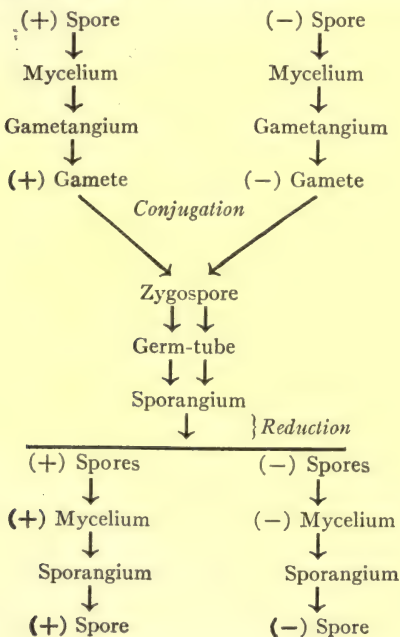 (+) Spore (−) Spore
Mycelium Mycelium
Gametangium Gametangium
(+) Gamete (−) Gamete
Conjugation
Zygospore
Germ-tube
Sporangium
}Reduction
(+) Spores (−) Spores
(+) Mycelium (−) Mycelium
Sporangium Sporangium
(+) Spore (−) Spore